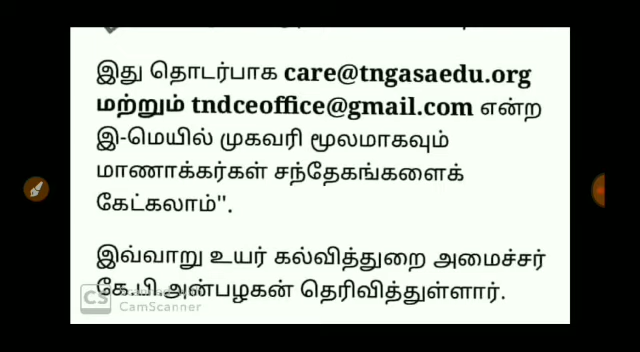 இது தொடர்பாக care@tngasaedu.org
மற்றும் tndceoffice@gmail.com என்ற
இ-மெயில் முகவரி மூலமாகவும்
மாணாக்கர்கள் சந்தேகங்களைக்
கேட்கலாம்".
இவ்வாறு உயர் கல்வித்துறை அமைச்சர்
கே.பி.அன்பழகன் தெரிவித்துள்ளார்.
CS
CamScanner